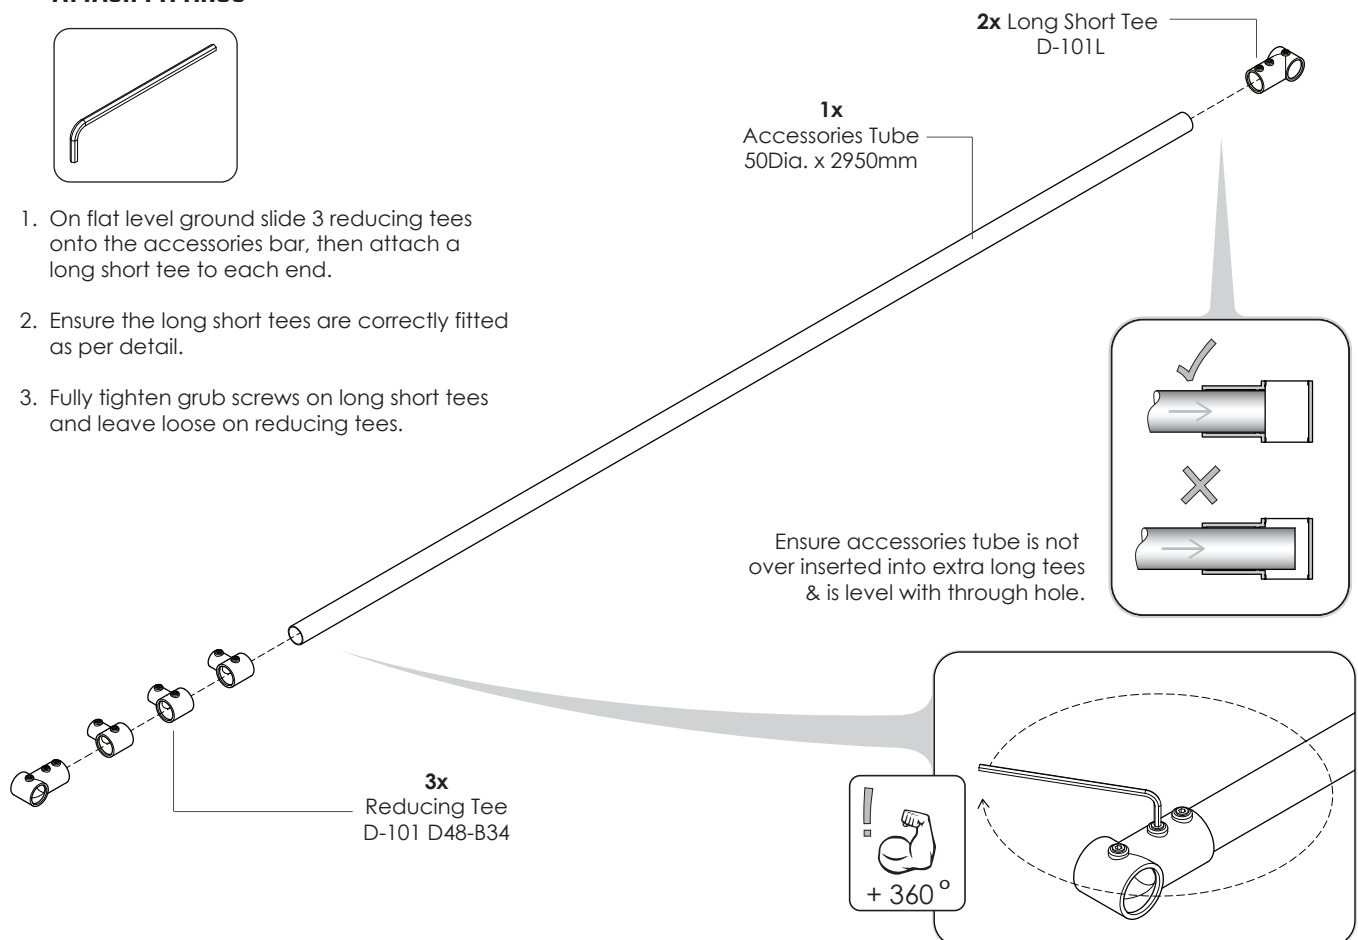 1. On flat level ground slide 3 reducing tees
onto the accessories bar, then attach a
long short tee to each end.
2. Ensure the long short tees are correctly fitted
as per detail.
3. Fully tighten grub screws on long short tees
and leave loose on reducing tees.
2x Long Short Tee
D-101L
1x
Accessories Tube
50Dia. x 2950mm
Ensure accessories tube is not
over inserted into extra long tees
& is level with through hole.
3x
Reducing Tee
D-101 D48-B34
!
+ 360°